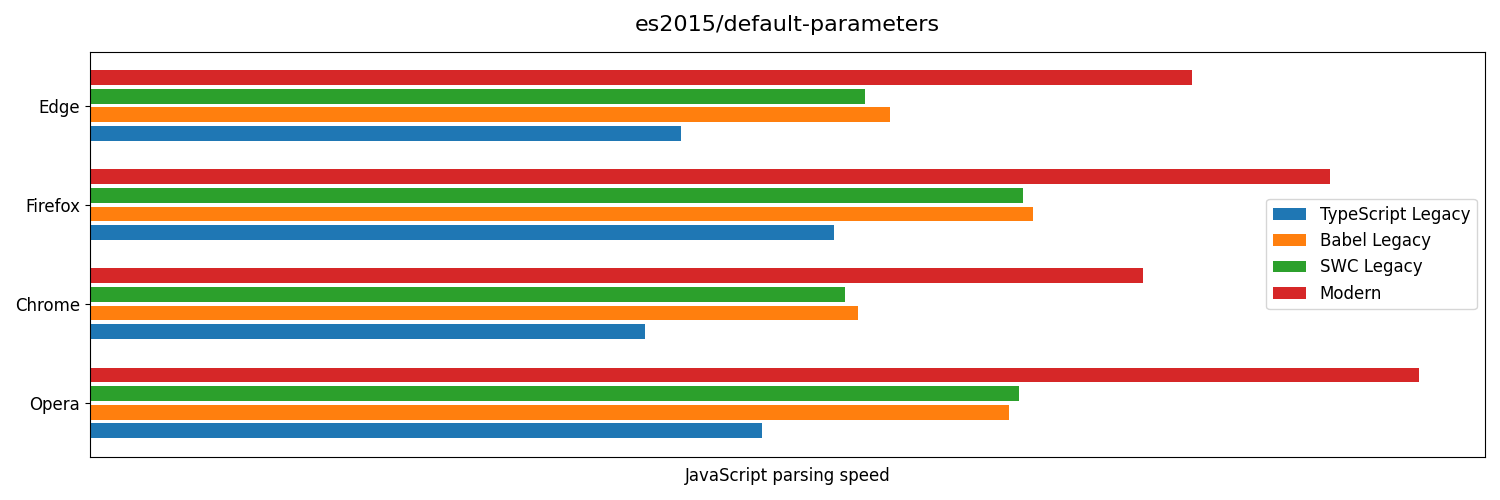 es2015/default-parameters
Edge
Firefox
Chrome
Opera
TypeScript Legacy
Babel Legacy
SWC Legacy
Modern
JavaScript parsing speed